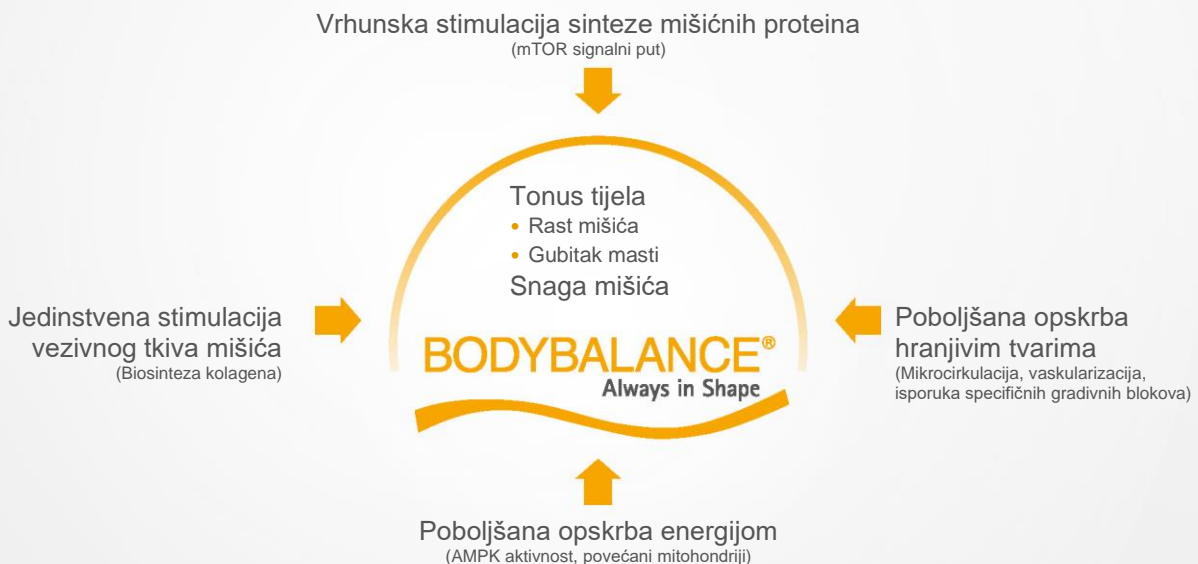 Vrhunska stimulacija sinteze mišićnih proteina
(mTOR signalni put)
Tonus tijela
• Rast mišića
• Gubitak masti
Snaga mišića
Jedinstvena stimulacija
vezivnog tkiva mišića
(Biosinteza kolagena)
BODYBALANCE®
Always in Shape
Poboljšana opskrba
hranjivim tvarima
(Mikrocirkulacija, vaskularizacija,
isporuka specifičnih gradivnih blokova)
Poboljšana opskrba energijom
(AMPK aktivnost, povećani mitohondriji)